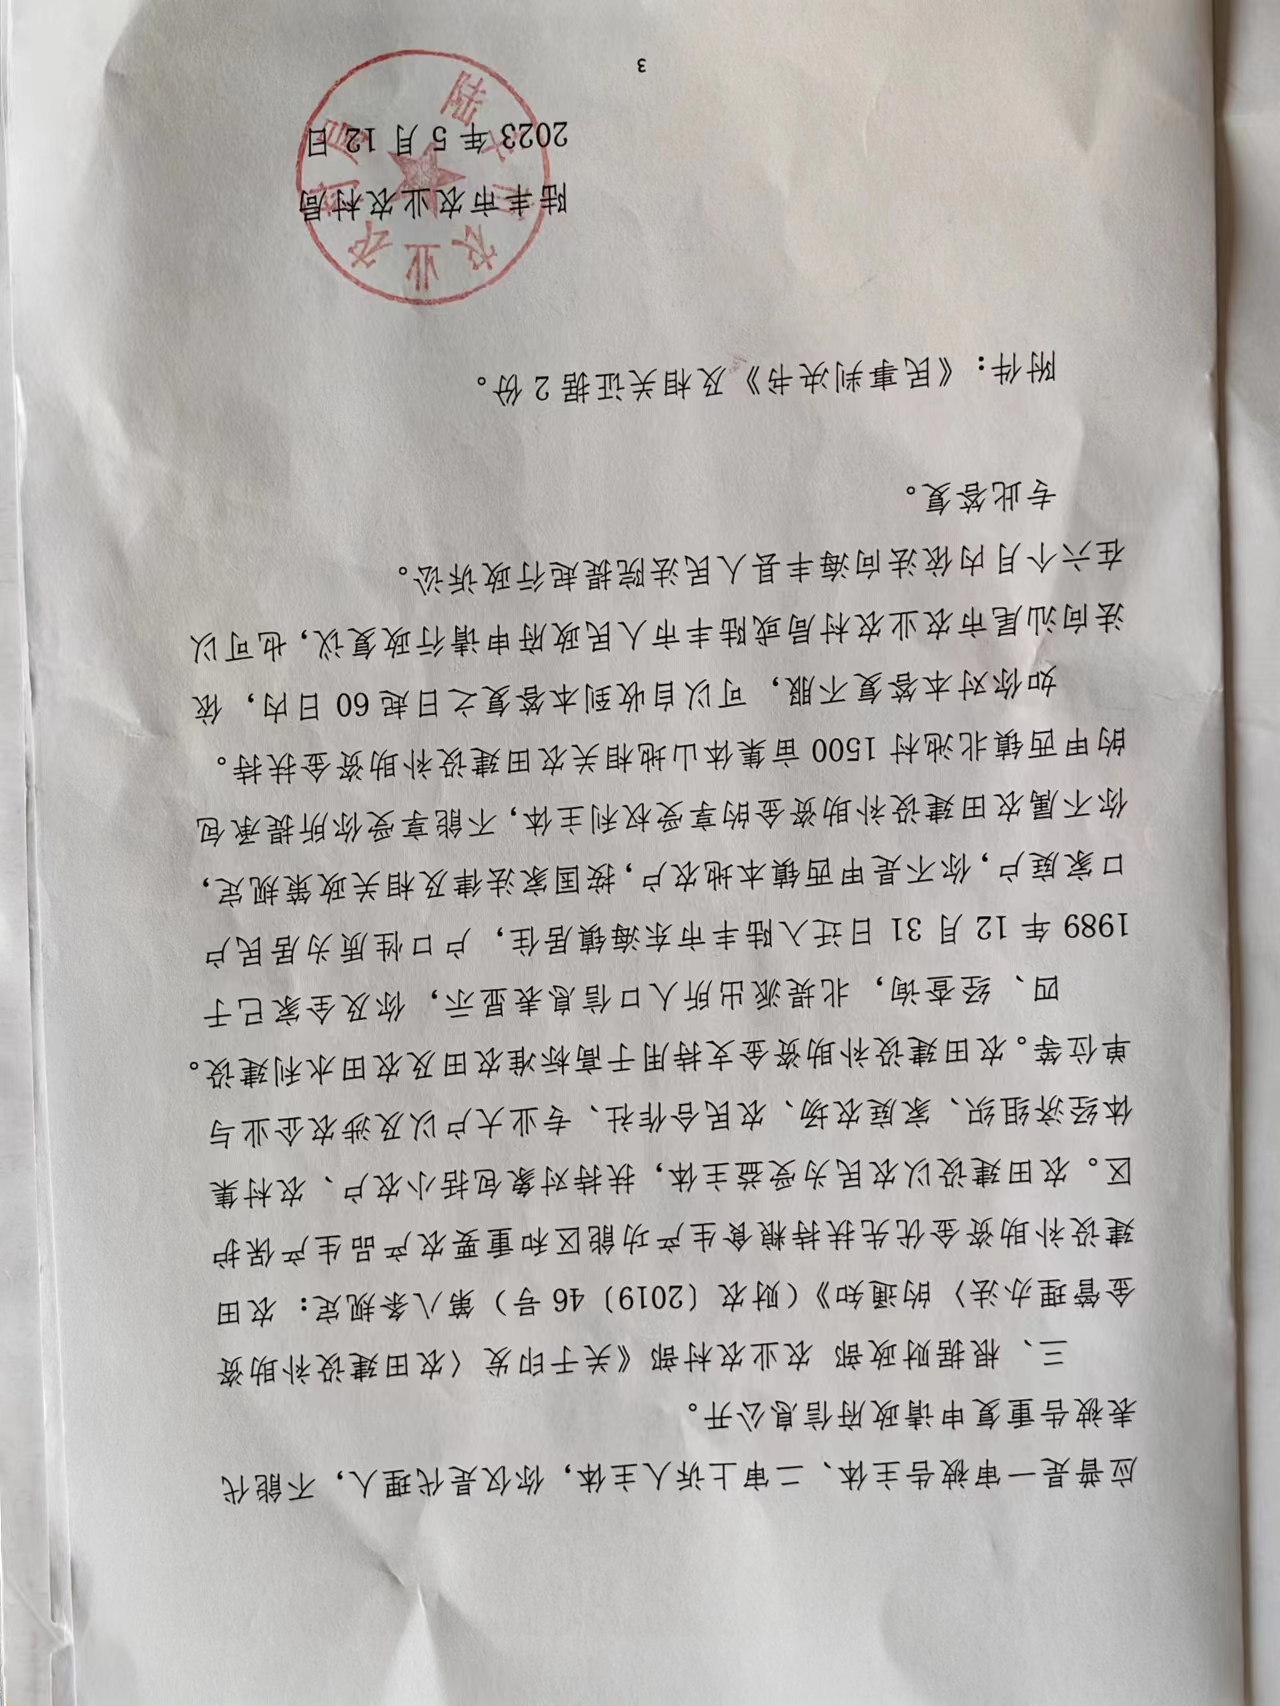 应普是一审被告主体、二审上诉人主体，你仅是代理人，不能代
表被告重复申请政府信息公开。
三、根据财政部 农业农村部《关于印发〈农田建设补助资
金管理办法〉的通知》（财农〔2019〕46号）第八条规定：农田
建设补助资金优先扶持粮食生产功能区和重要农产品生产保护
区。农田建设以农民为受益主体，扶持对象包括小农户、农村集
体经济组织、家庭农场、农民合作社、专业大户以及涉农企业与
单位等。农田建设补助资金支持用于高标准农田及农田水利建设。
四、经查询，北堤派出所人口信息表显示，你及全家已于
1989年12月31日迁入陆丰市东海镇居住，户口性质为居民户
口家庭户，你不是甲西镇本地农户，按国家法律及相关政策规定，
你不属农田建设补助资金的享受权利主体，不能享受你所提承包
的甲西镇北池村1500亩集体山地相关农田建设补助资金扶持。
如你对本答复不服，可以自收到本答复之日起60日内，依
法向汕尾市农业农村局或陆丰市人民政府申请行政复议，也可以
在六个月内依法向海丰县人民法院提起行政诉讼。
专此答复。
附件：《民事判决书》及相关证据2份。
陆丰市农业农村局
2023年5月12日
3